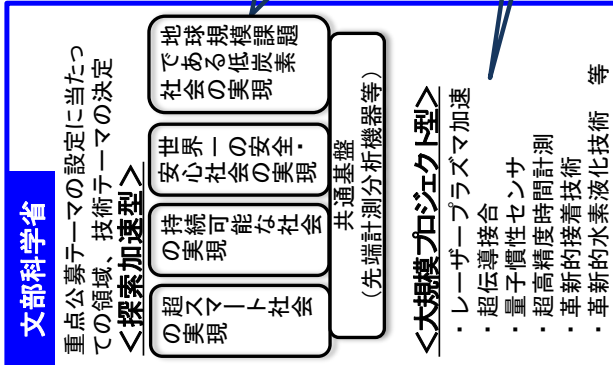 文部科学省
重点公募テーマの設定に当たっ
ての領域、技術テーマの決定
<探索加速型>
超スマート社会
の実現
持続可能な社会
の実現
世界一の安全・
安心社会の実現
地球規模課題
である低炭素
社会の実現
共通基盤
(先端計測分析機器等)
<大規模プロジェクト型>
・レーザープラズマ加速
・超伝導接合
・量子慣性センサ
・超高精度時間計測
・革新的接着技術
・革新的水素液化技術 等